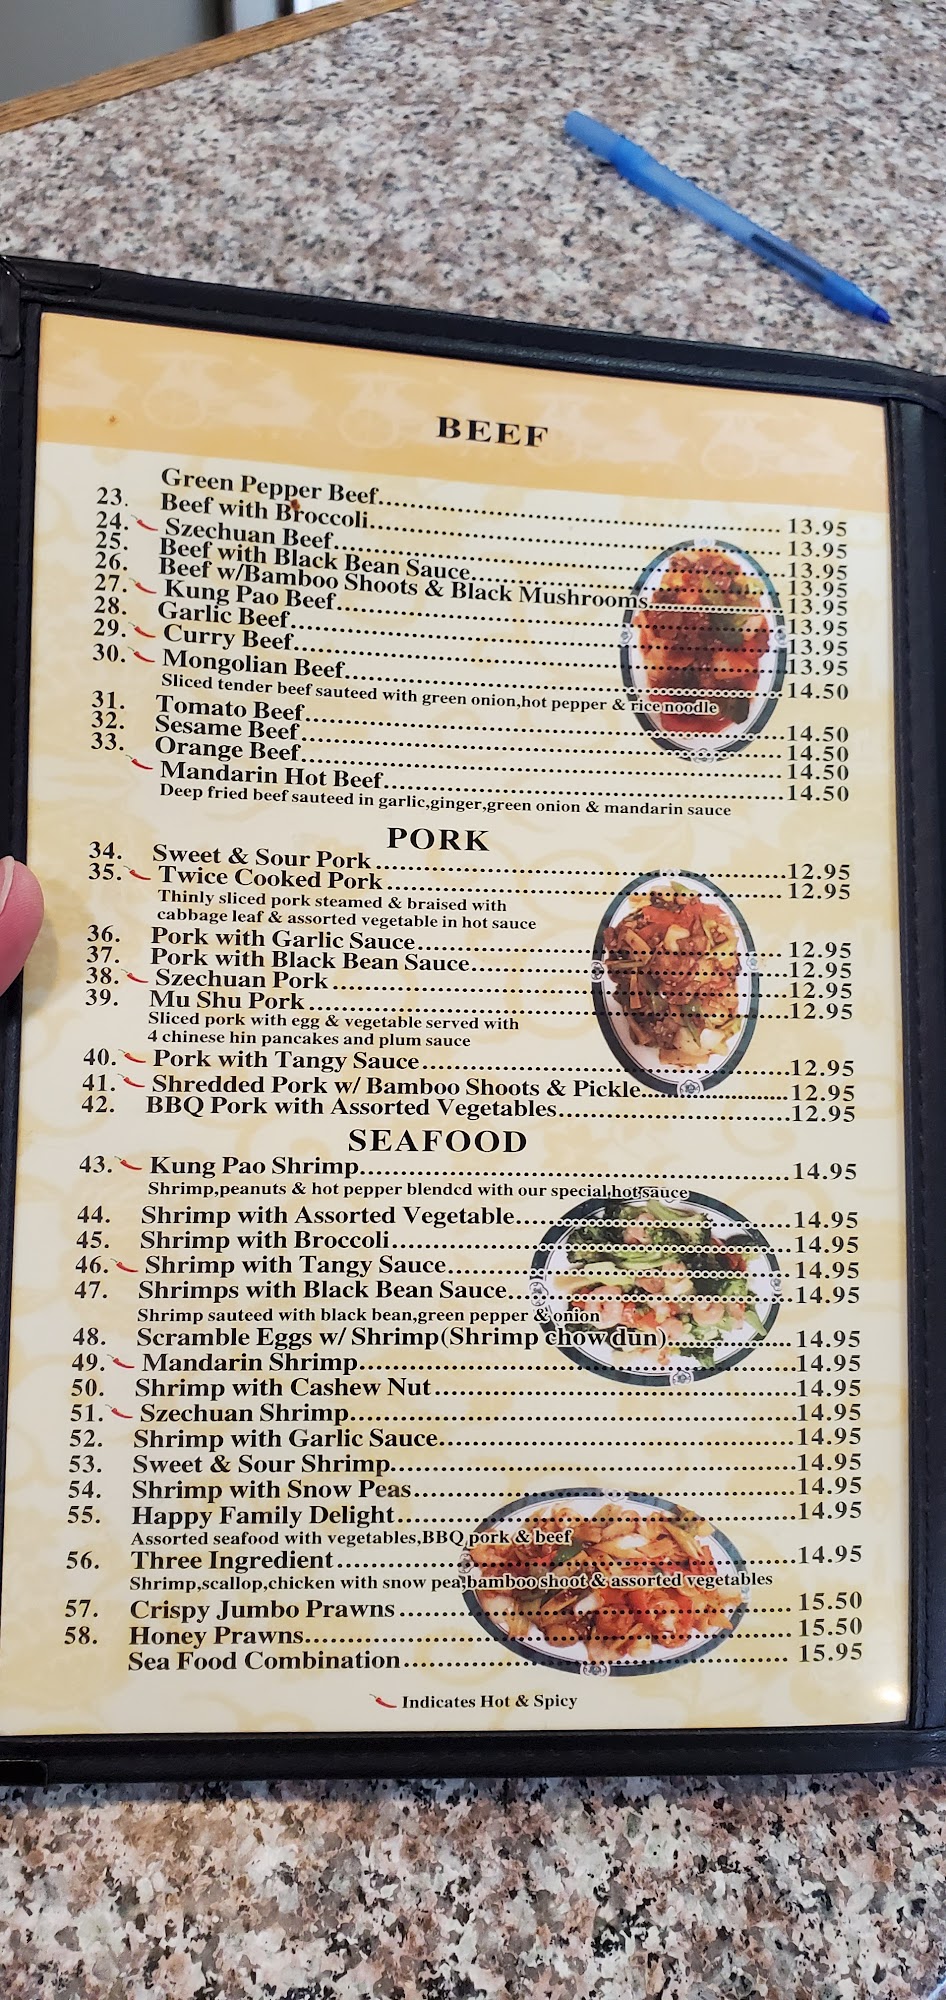 BEEF
Green Pepper Beef........ 13.95
23. Beef with Broccoli........ 13.95
24. Szechuan Beef........ 13.95
25. Beef with Black Bean Sauce........ 13.95
26. Beef w/Bamboo Shoots & Black Mushrooms........ 13.95
27. Kung Pao Beef........ 13.95
28. Garlic Beef........ 13.95
29. Curry Beef........ 13.95
30. Mongolian Beef........ 14.50
Sliced tender beef sauteed with green onion,hot pepper & rice noodle
31. Tomato Beef........ 14.50
32. Sesame Beef........ 14.50
33. Orange Beef........ 14.50
Mandarin Hot Beef........ 14.50
Deep fried beef sauteed in garlic,ginger,green onion & mandarin sauce
PORK
34. Sweet & Sour Pork........ 12.95
35. Twice Cooked Pork........ 12.95
Thinly sliced pork steamed & braised with
cabbage leaf & assorted vegetable in hot sauce
36. Pork with Garlic Sauce........ 12.95
37. Pork with Black Bean Sauce........ 12.95
38. Szechuan Pork........ 12.95
39. Mu Shu Pork........ 12.95
Sliced pork with egg & vegetable served with
4 chinese hin pancakes and plum sauce
40. Pork with Tangy Sauce........ 12.95
41. Shredded Pork w/ Bamboo Shoots & Pickle........ 12.95
42. BBQ Pork with Assorted Vegetables........ 12.95
SEAFOOD
43. Kung Pao Shrimp........ 14.95
Shrimp,peanuts & hot pepper blended with our special hot sauce
44. Shrimp with Assorted Vegetable........ 14.95
45. Shrimp with Broccoli........ 14.95
46. Shrimp with Tangy Sauce........ 14.95
47. Shrimps with Black Bean Sauce........ 14.95
Shrimp sauteed with black bean,green pepper & onion
48. Scramble Eggs w/ Shrimp(Shrimp chow dun)........ 14.95
49. Mandarin Shrimp........ 14.95
50. Shrimp with Cashew Nut........ 14.95
51. Szechuan Shrimp........ 14.95
52. Shrimp with Garlic Sauce........ 14.95
53. Sweet & Sour Shrimp........ 14.95
54. Shrimp with Snow Peas........ 14.95
55. Happy Family Delight........ 14.95
Assorted seafood with vegetables,BBQ pork & beef
56. Three Ingredient........ 14.95
Shrimp,scallop,chicken with snow pea,bamboo shoot & assorted vegetables
57. Crispy Jumbo Prawns........ 15.50
58. Honey Prawns........ 15.50
Sea Food Combination........ 15.95
Indicates Hot & Spicy